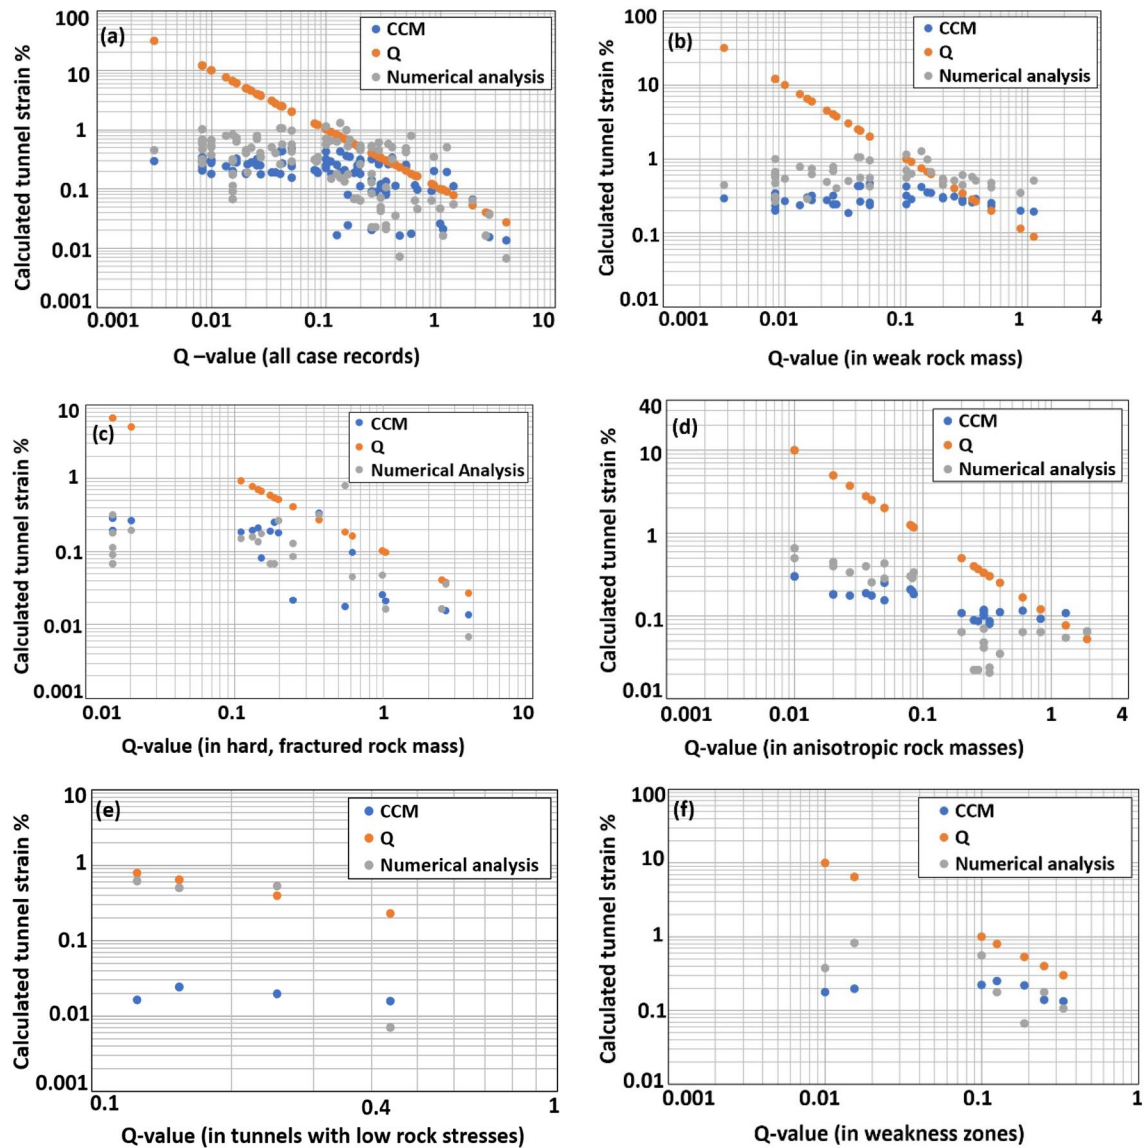 (a)
CCM
Q
Numerical analysis
Calculated tunnel strain %
100
10
1
0.1
0.01
0.001
0.001 0.01 0.1 1 10
Q –value (all case records)
(b)
CCM
Q
Numerical analysis
Calculated tunnel strain %
100
10
1
0.1
0.01
0.001 0.01 0.1 1 4
Q-value (in weak rock mass)
(c)
CCM
Q
Numerical Analysis
Calculated tunnel strain %
10
1
0.1
0.01
0.001
0.01 0.1 1 10
Q-value (in hard, fractured rock mass)
(d)
CCM
Q
Numerical analysis
Calculated tunnel strain %
40
10
1
0.1
0.01
0.001 0.01 0.1 1 4
Q-value (in anisotropic rock masses)
(e)
CCM
Q
Numerical analysis
Calculated tunnel strain %
10
1
0.1
0.01
0.001
0.1 0.4 1
Q-value (in tunnels with low rock stresses)
(f)
CCM
Q
Numerical analysis
Calculated tunnel strain %
100
10
1
0.1
0.01
0.001 0.01 0.1 1
Q-value (in weakness zones)